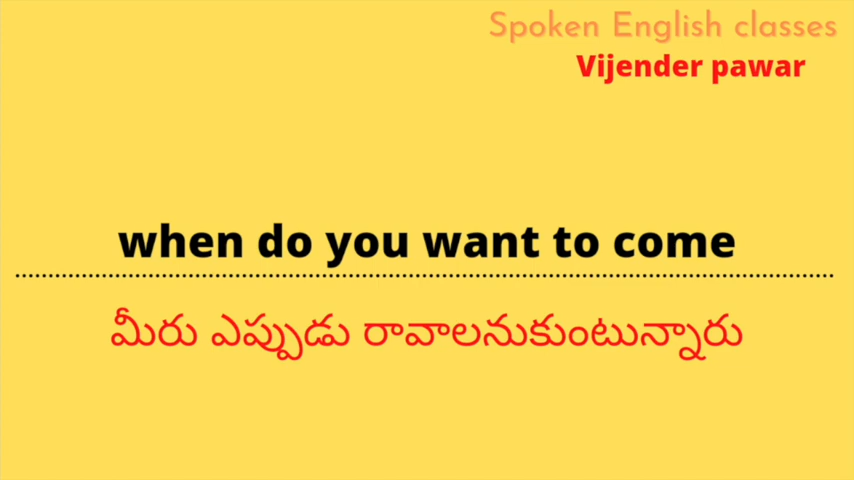 Spoken English classes
Vijender pawar
when do you want to come
మీరు ఎప్పుడు రావాలనుకుంటున్నారు